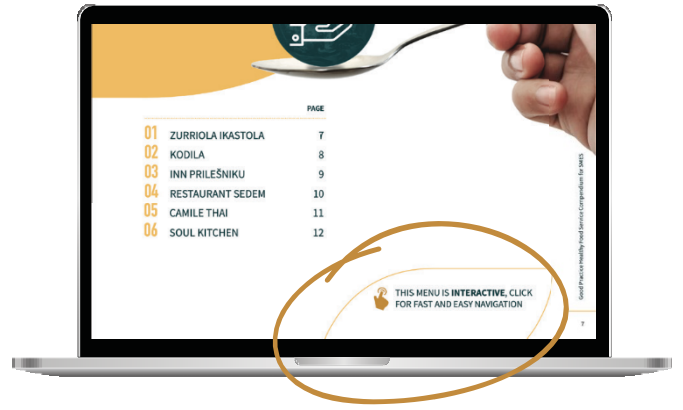 PAGE
01 ZURRIOLA IKASTOLA 7
02 KODILA 8
03 INN PRILEŠNIKU 9
04 RESTAURANT SEDEM 10
05 CAMILE THAI 11
06 SOUL KITCHEN 12
THIS MENU IS INTERACTIVE, CLICK
FOR FAST AND EASY NAVIGATION
Good Practice Healthy Food Service Compendium for SMES
7